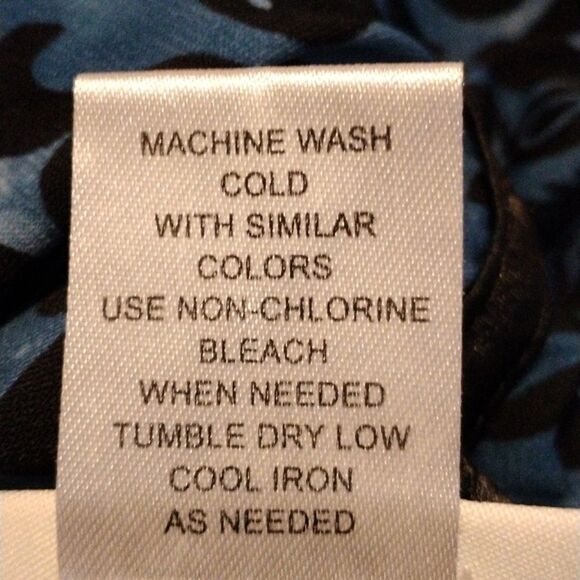 MACHINE WASH
COLD
WITH SIMILAR
COLORS
USE NON-CHLORINE
BLEACH
WHEN NEEDED
TUMBLE DRY LOW
COOL IRON
AS NEEDED